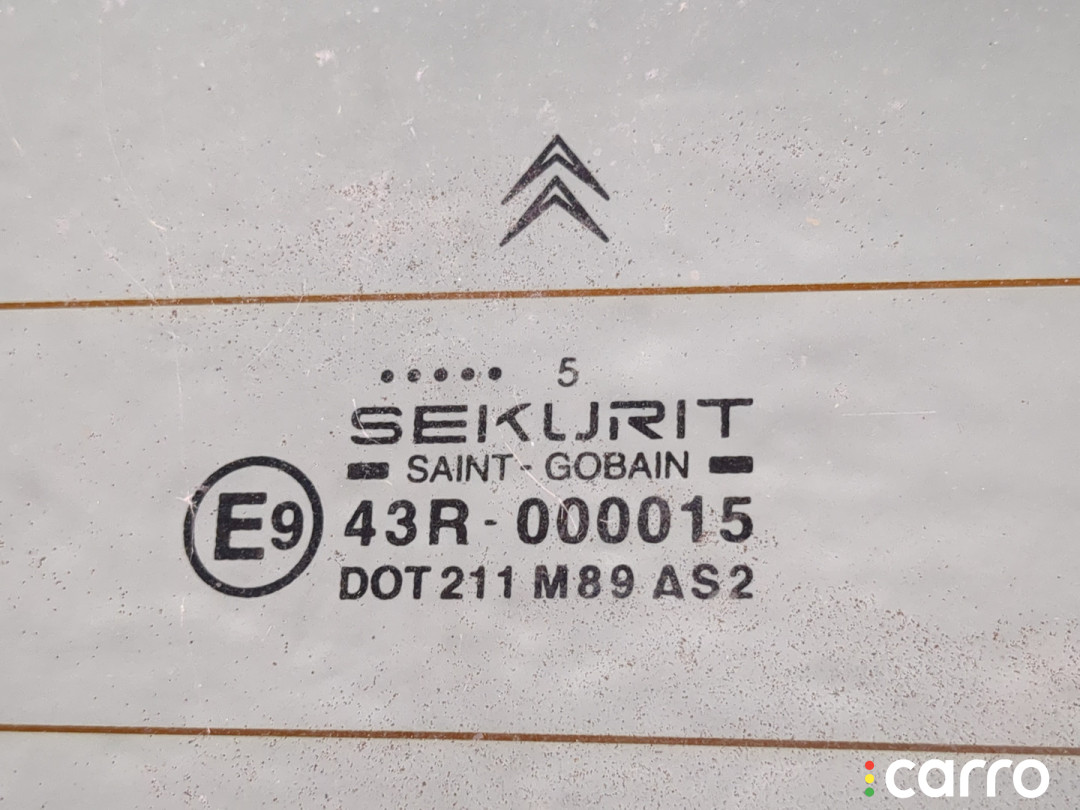 ..... 5
SEKURIT
SAINT-GOBAIN
E9 43R-000015
DOT 211 M89 AS2
carro